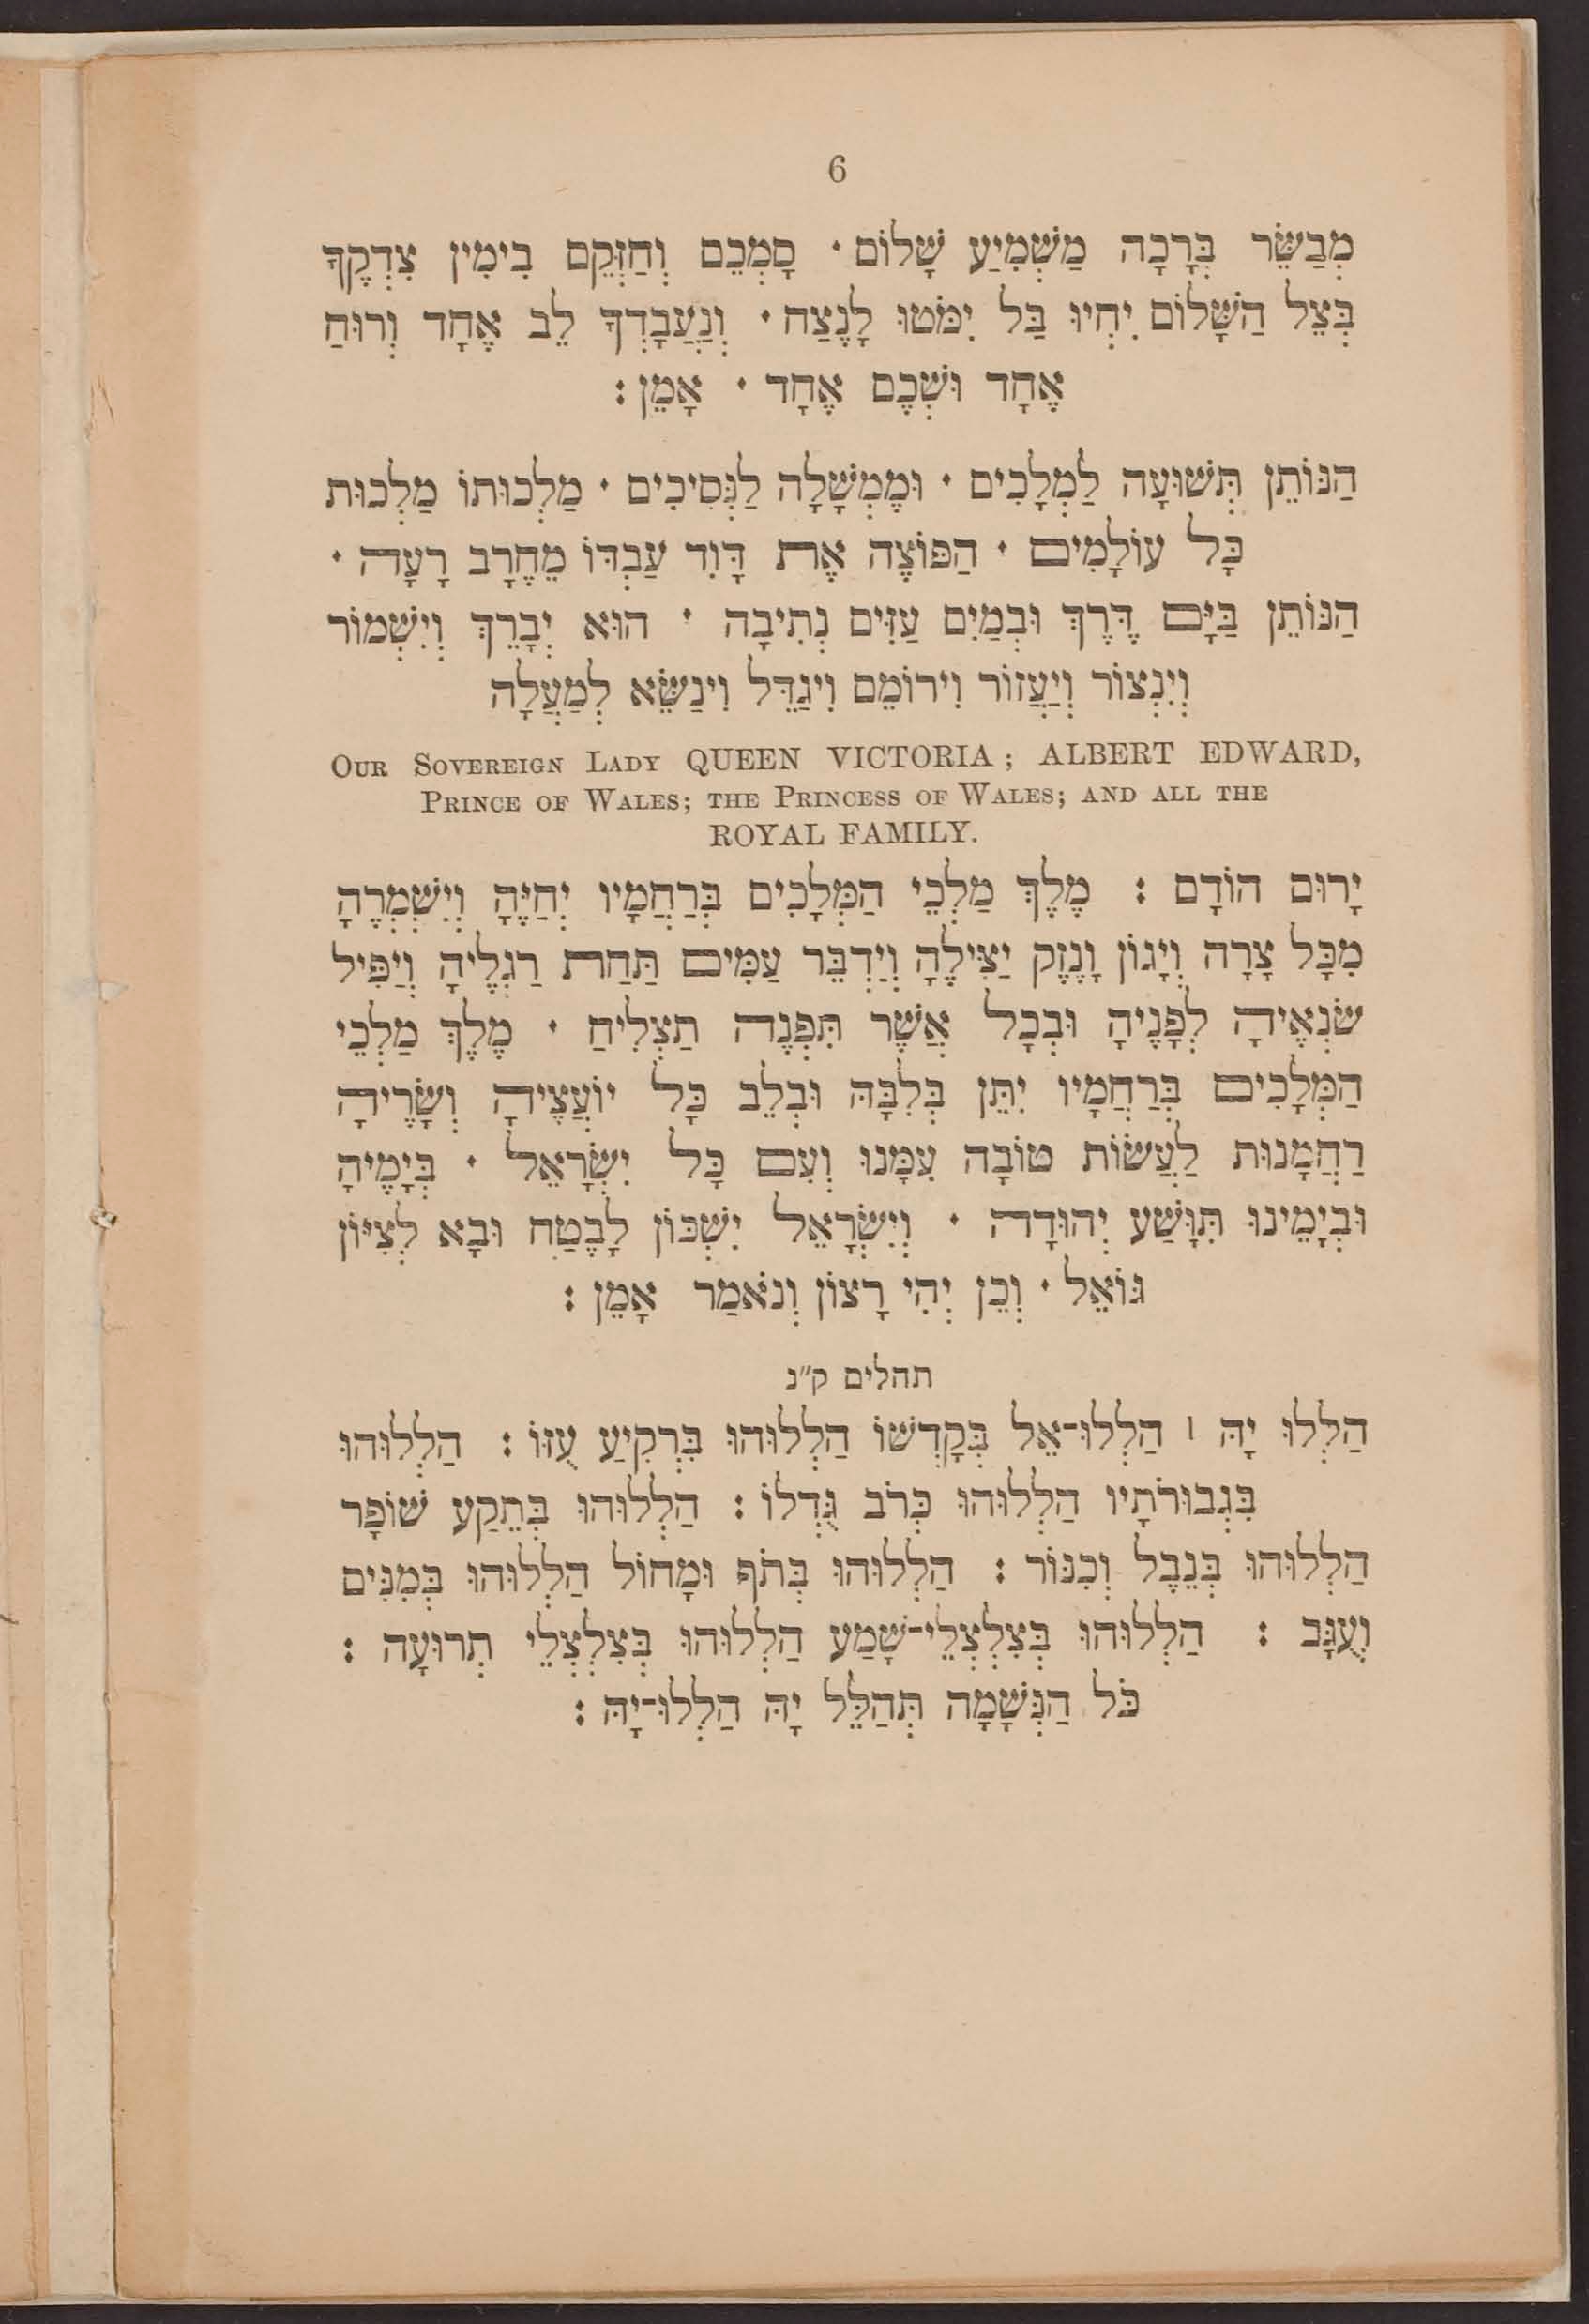 6
מְבַשֵּׂר בְּרָכָה מַשְׁמִיעַ שָׁלוֹם · סָמְכֵם וְחַזְּקֵם בִּימִין צִדְקֶךָ
בְּצֵל הַשָּׁלוֹם יִחְיוּ בַּל יִמֹּטוּ לָנֶצַח · וְנַעֲבָדְךָ לֵב אֶחָד וְרוּחַ
אֶחָד וּשְׁכֶם אֶחָד · אָמֵן :
הַנּוֹתֵן תְּשׁוּעָה לַמְּלָכִים · וּמֶמְשָׁלָה לַנְּסִיכִים · מַלְכוּתוֹ מַלְכוּת
כָּל עוֹלָמִים · הַפּוֹצֶה אֶת דָּוִד עַבְדּוֹ מֵחֶרֶב רָעָה ·
הַנּוֹתֵן בַּיָּם דֶּרֶךְ וּבְמַיִם עַזִּים נְתִיבָה · הוּא יְבָרֵךְ וְיִשְׁמוֹר
וְיִנְצוֹר וְיַעֲזוֹר וִירוֹמֵם וִיגַדֵּל וִינַשֵּׂא לְמַעֲלָה
OUR SOVEREIGN LADY QUEEN VICTORIA; ALBERT EDWARD,
PRINCE OF WALES; THE PRINCESS OF WALES; AND ALL THE
ROYAL FAMILY.
יָרוּם הוֹדָם : מֶלֶךְ מַלְכֵי הַמְּלָכִים בְּרַחֲמָיו יְחַיֶּהָ וְיִשְׁמְרֶהָ
מִכָּל צָרָה וְיָגוֹן וָנֶזֶק יַצִּילֶהָ וְיַדְבֵּר עַמִּים תַּחַת רַגְלֶיהָ וְיַפִּיל
שֹׂנְאֶיהָ לְפָנֶיהָ וּבְכָל אֲשֶׁר תִּפְנֶה תַצְלִיחַ · מֶלֶךְ מַלְכֵי
הַמְּלָכִים בְּרַחֲמָיו יִתֵּן בְּלִבָּהּ וּבְלֵב כָּל יוֹעֲצֶיהָ וְשָׂרֶיהָ
רַחֲמָנוּת לַעֲשׂוֹת טוֹבָה עִמָּנוּ וְעִם כָּל יִשְׂרָאֵל · בְּיָמֶיהָ
וּבְיָמֵינוּ תִּוָּשַׁע יְהוּדָה · וְיִשְׂרָאֵל יִשְׁכּוֹן לָבֶטַח וּבָא לְצִיּוֹן
גּוֹאֵל · וְכֵן יְהִי רָצוֹן וְנֹאמַר אָמֵן :
תהלים ק״נ
הַלְלוּ יָהּ ׀ הַלְלוּ־אֵל בְּקָדְשׁוֹ הַלְלוּהוּ בִּרְקִיעַ עֻזּוֹ : הַלְלוּהוּ
בִּגְבוּרֹתָיו הַלְלוּהוּ כְּרֹב גֻּדְלוֹ : הַלְלוּהוּ בְּתֵקַע שׁוֹפָר
הַלְלוּהוּ בְּנֵבֶל וְכִנּוֹר : הַלְלוּהוּ בְּתֹף וּמָחוֹל הַלְלוּהוּ בְּמִנִּים
וְעֻגָב : הַלְלוּהוּ בְּצִלְצְלֵי־שָׁמַע הַלְלוּהוּ בְּצִלְצְלֵי תְרוּעָה :
כֹּל הַנְּשָׁמָה תְּהַלֵּל יָהּ הַלְלוּ־יָהּ :